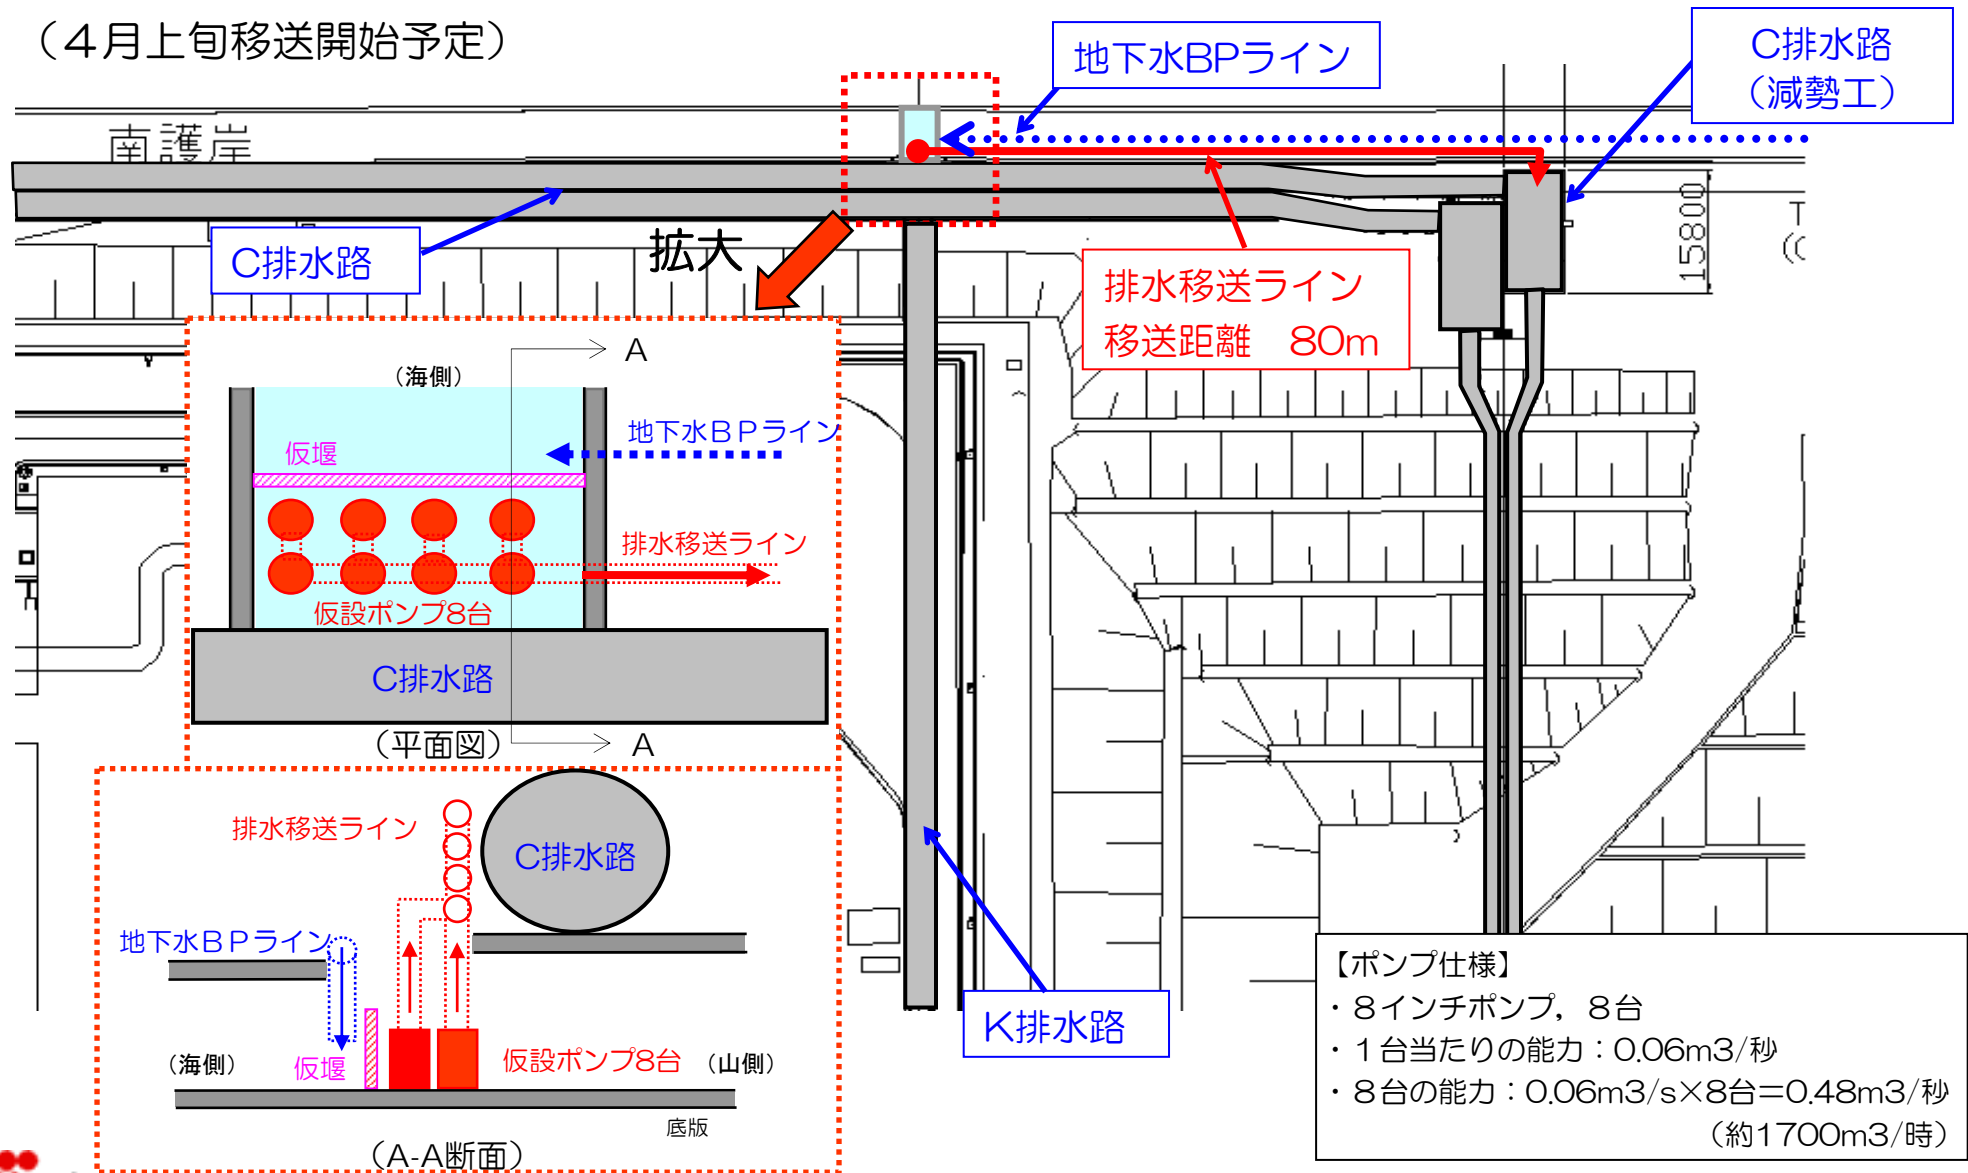 （４月上旬移送開始予定）
地下水BPライン
C排水路
（減勢工）
南護岸
C排水路
拡大
排水移送ライン
移送距離　80m
15800
A
（海側）
地下水ＢＰライン
仮堰
排水移送ライン
仮設ポンプ8台
C排水路
（平面図）
A
排水移送ライン
C排水路
地下水ＢＰライン
（海側）
仮堰
仮設ポンプ8台
（山側）
底版
（A-A断面）
K排水路
【ポンプ仕様】
・８インチポンプ，８台
・１台当たりの能力：0.06m3/秒
・８台の能力：0.06m3/s×8台＝0.48m3/秒
（約1700m3/時）